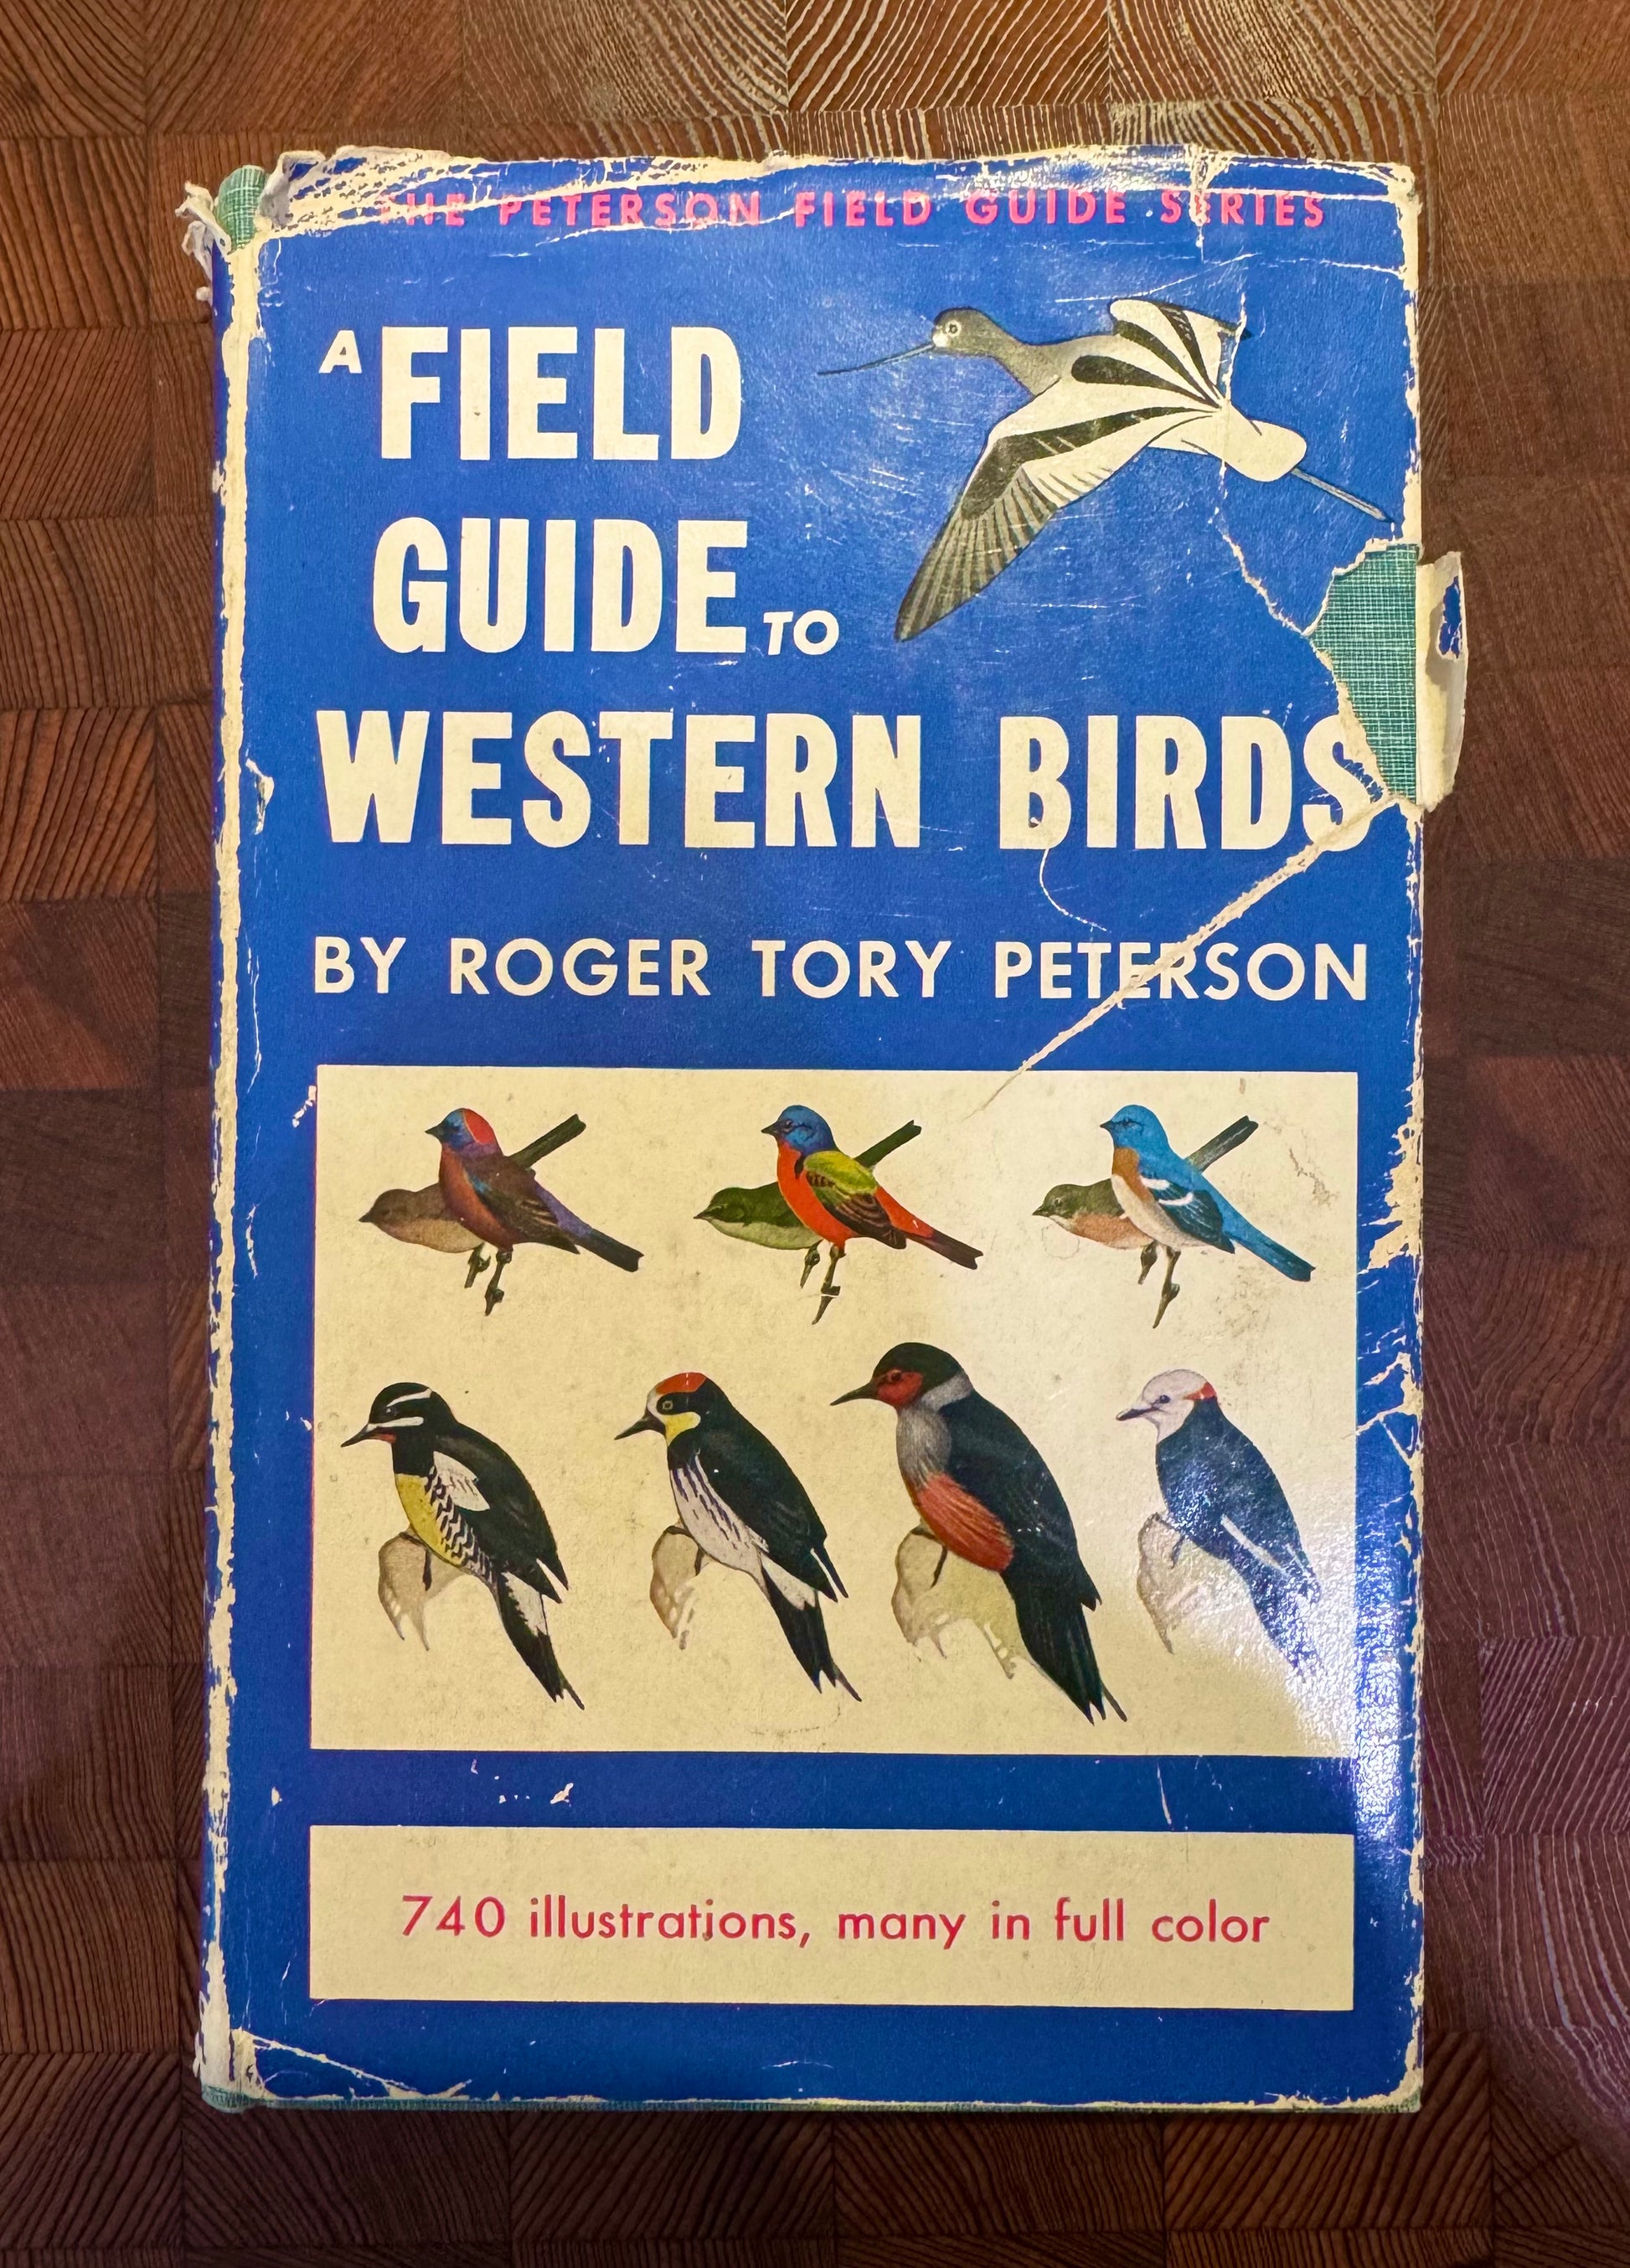 THE PETERSON FIELD GUIDE SERIES
A FIELD
GUIDE TO
WESTERN BIRDS
BY ROGER TORY PETERSON
740 illustrations, many in full color